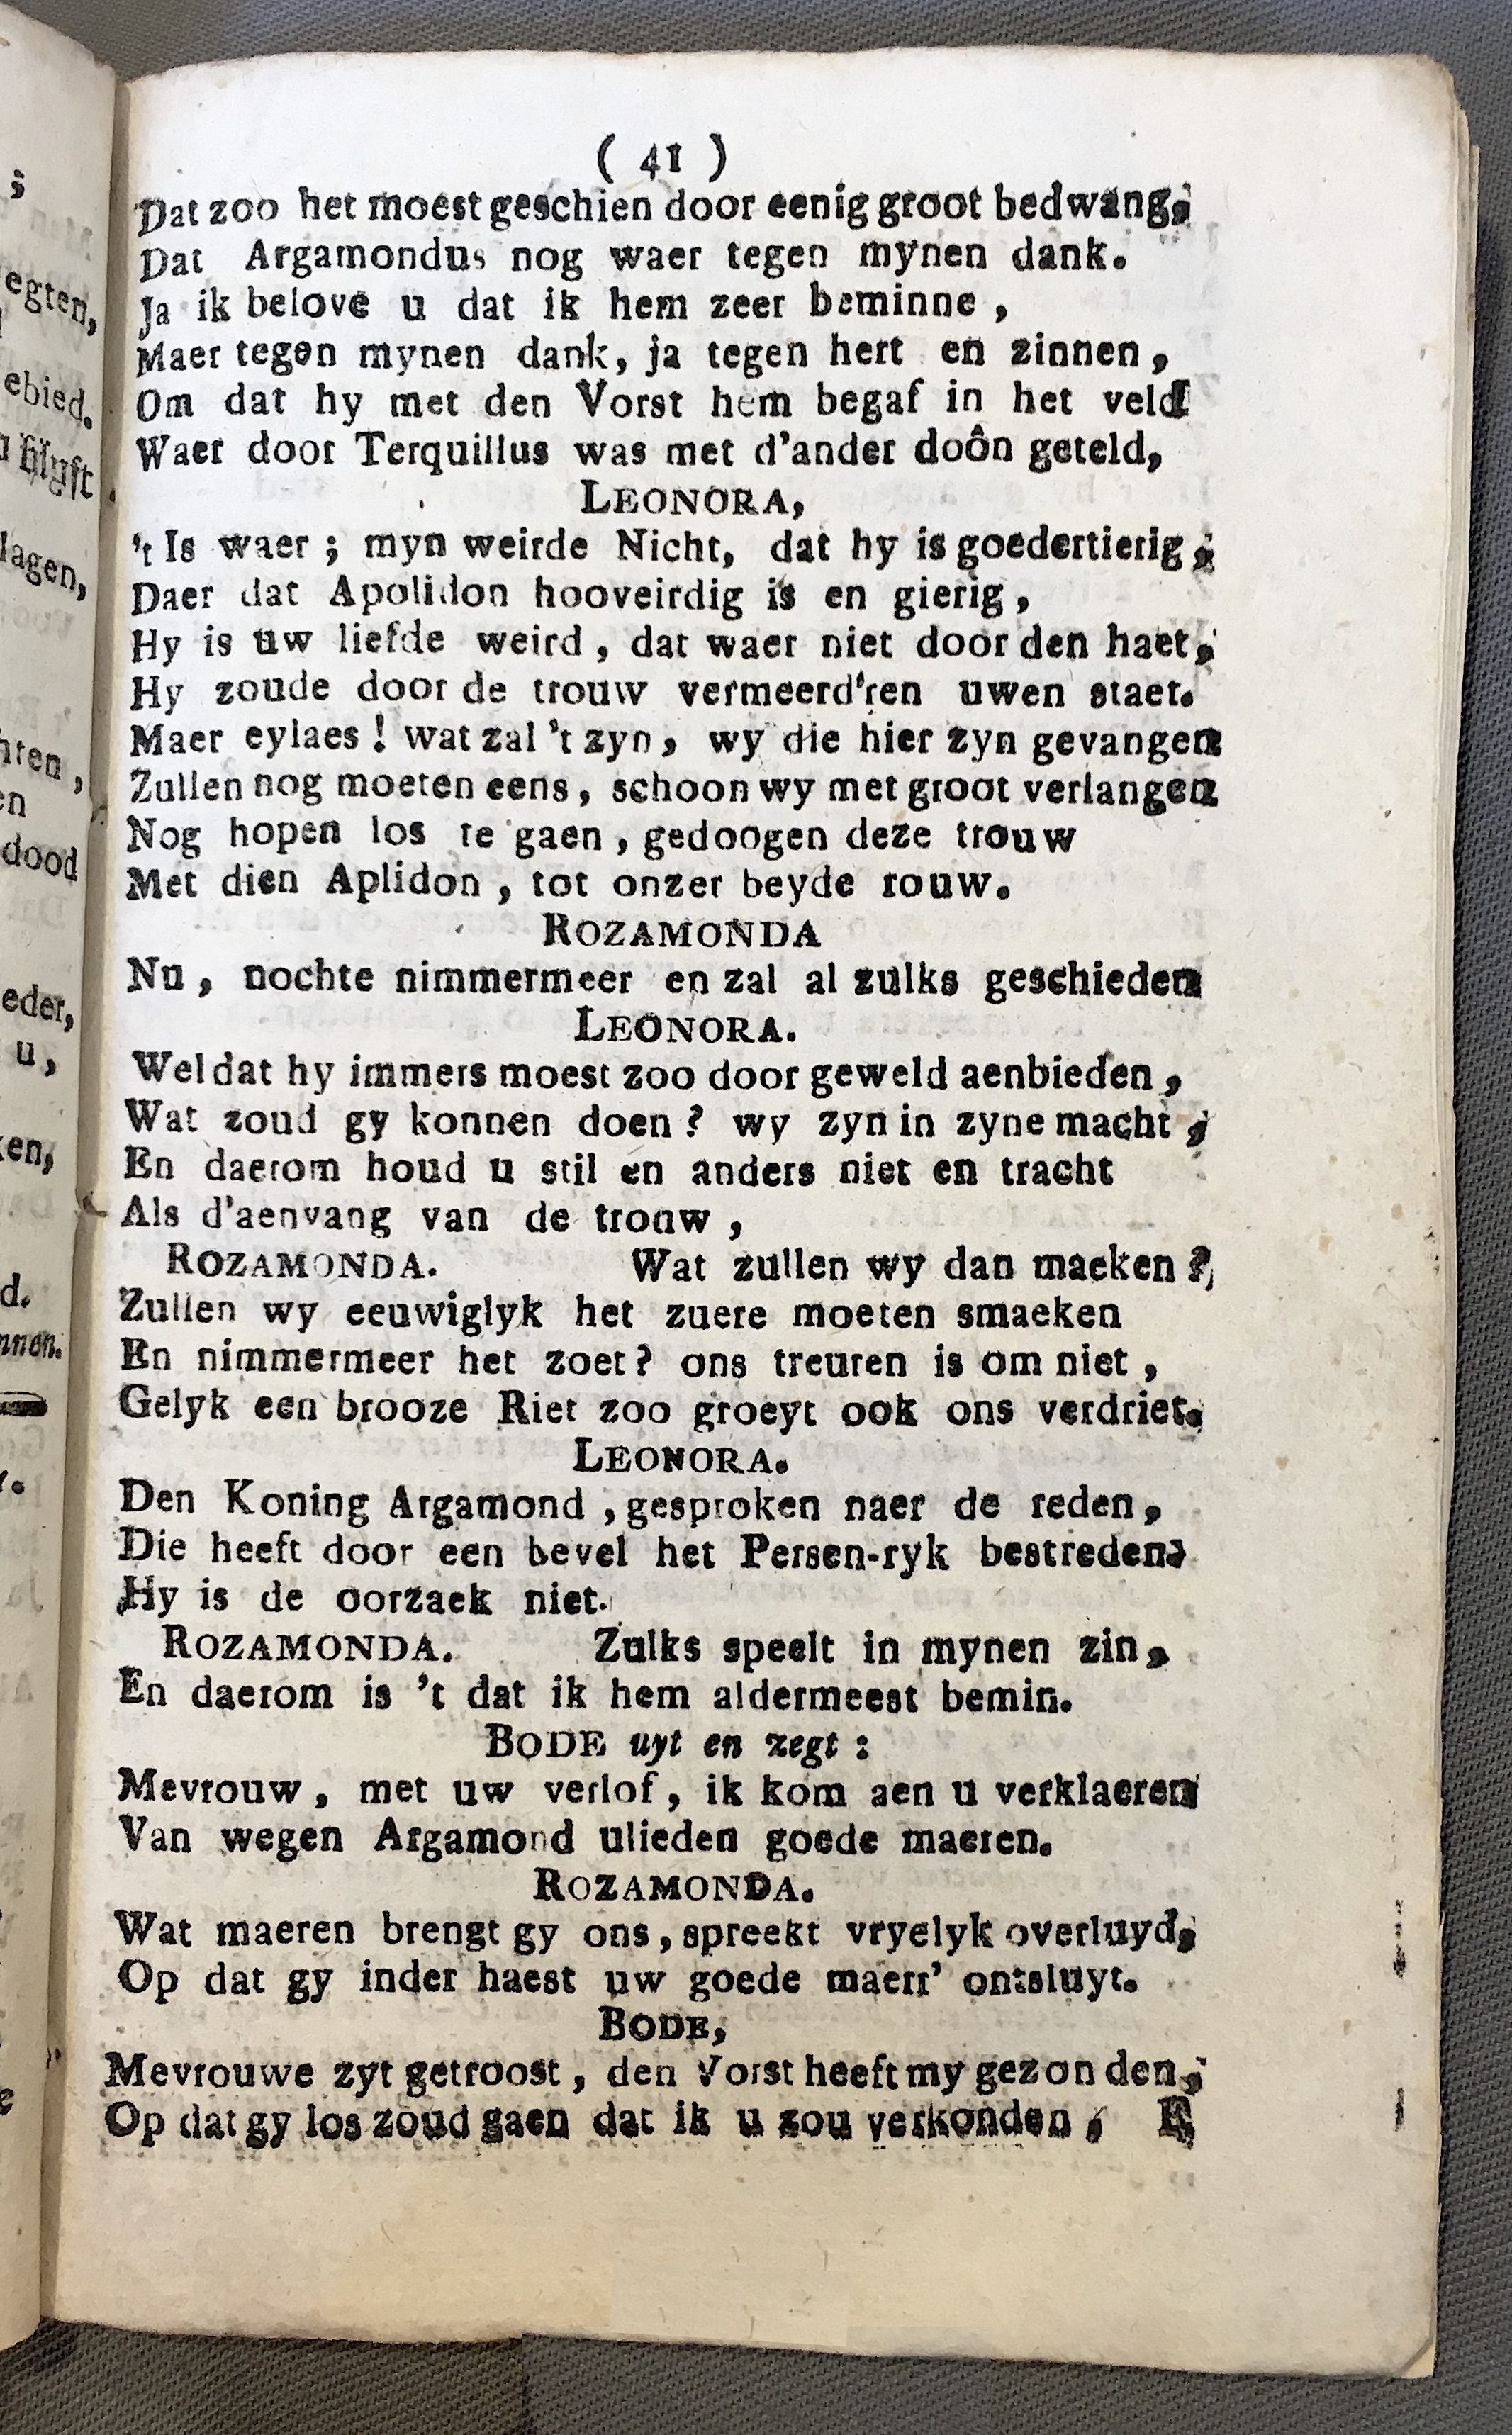 ( 41 )
Dat zoo het moest geschien door eenig groot bedwang,
Dat Argamondus nog waer tegen mynen dank.
Ja ik belove u dat ik hem zeer beminne ,
Maer tegen mynen dank, ja tegen hert en zinnen ,
Om dat hy met den Vorst hem begaf in het veld
Waer door Terquillus was met d'ander doôn geteld,
LEONORA,
't Is waer ; myn weirde Nicht, dat hy is goedertierig ,
Daer dat Apolidon hooveirdig is en gierig ,
Hy is uw liefde weird , dat waer niet door den haet,
Hy zoude door de trouw vermeerd'ren uwen staet.
Maer eylaes ! wat zal 't zyn , wy die hier zyn gevangen
Zullen nog moeten eens , schoon wy met groot verlangen
Nog hopen los te gaen , gedoogen deze trouw
Met dien Aplidon , tot onzer beyde rouw.
ROZAMONDA
Nu , nochte nimmermeer en zal al zulks geschieden
LEONORA.
Wel dat hy immers moest zoo door geweld aenbieden ,
Wat zoud gy konnen doen ? wy zyn in zyne macht ,
En daerom houd u stil en anders niet en tracht
Als d'aenvang van de trouw ,
ROZAMONDA. Wat zullen wy dan maeken ?
Zullen wy eeuwiglyk het zuere moeten smaeken
En nimmermeer het zoet ? ons treuren is om niet ,
Gelyk een brooze Riet zoo groeyt ook ons verdriet.
LEONORA.
Den Koning Argamond , gesproken naer de reden ,
Die heeft door een bevel het Persen-ryk bestreden,
Hy is de oorzaek niet.
ROZAMONDA. Zulks speelt in mynen zin ,
En daerom is 't dat ik hem aldermeest bemin.
BODE uyt en zegt :
Mevrouw , met uw verlof , ik kom aen u verklaeren
Van wegen Argamond ulieden goede maeren.
ROZAMONDA.
Wat maeren brengt gy ons , spreekt vryelyk overluyd,
Op dat gy inder haest uw goede maerr' ontsluyt.
BODE,
Mevrouwe zyt getroost , den Vorst heeft my gezonden ,
Op dat gy los zoud gaen dat ik u zou verkonden ,